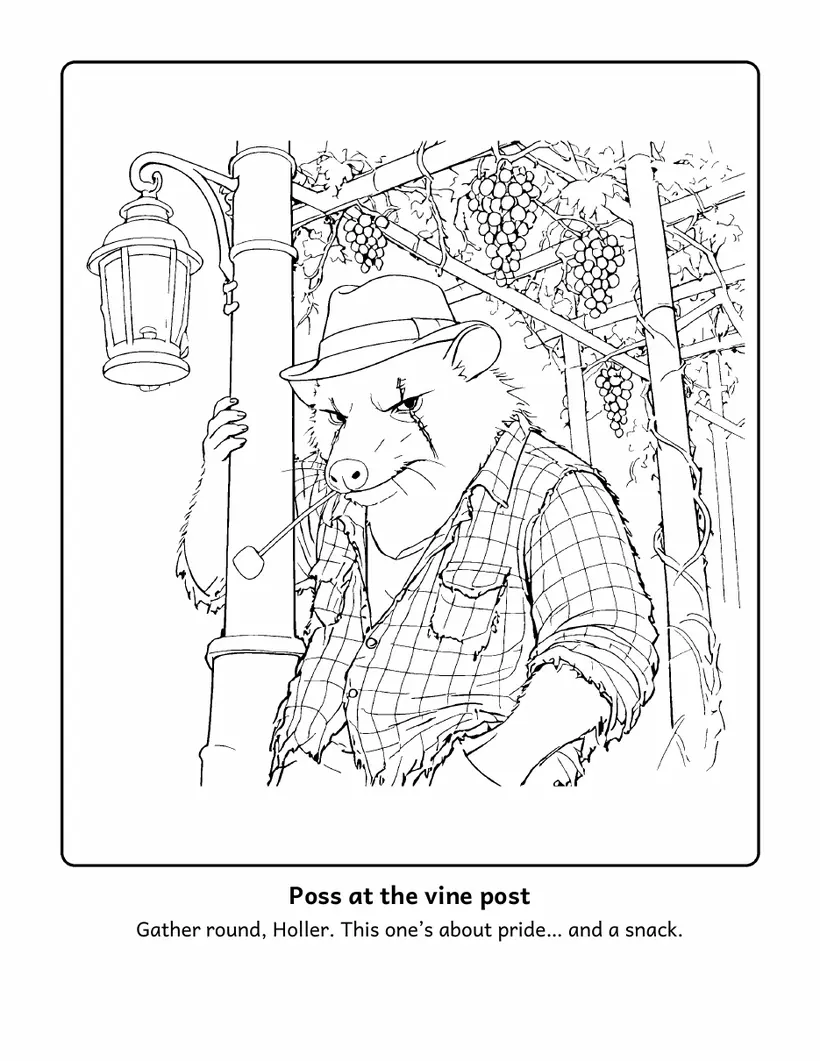 Poss at the vine post
Gather round, Holler. This one’s about pride... and a snack.